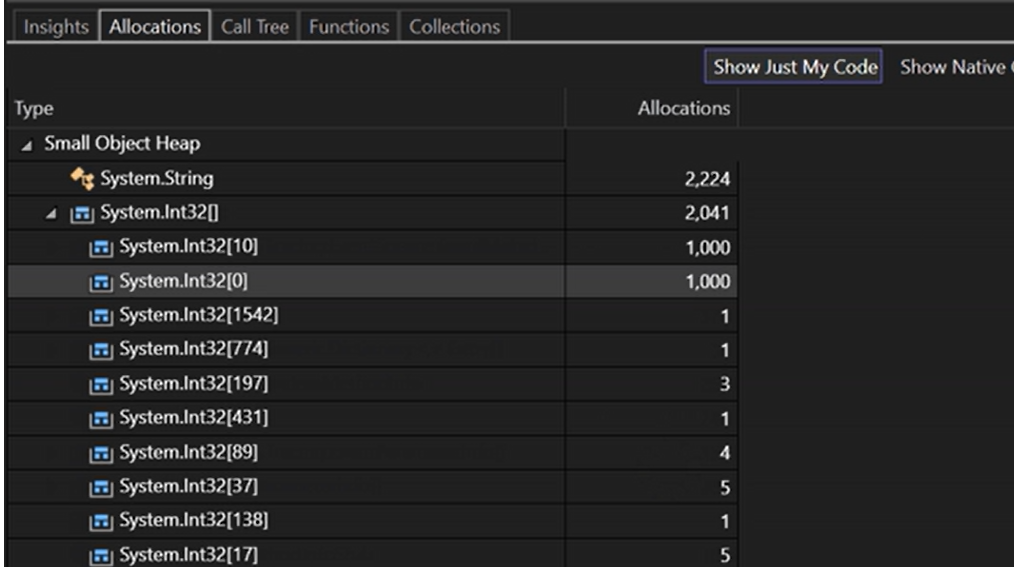 Insights Allocations Call Tree Functions Collections
Show Just My Code Show Native
Type Allocations
Small Object Heap
System.String 2,224
System.Int32[] 2,041
System.Int32[10] 1,000
System.Int32[0] 1,000
System.Int32[1542] 1
System.Int32[774] 1
System.Int32[197] 3
System.Int32[431] 1
System.Int32[89] 4
System.Int32[37] 5
System.Int32[138] 1
System.Int32[17] 5